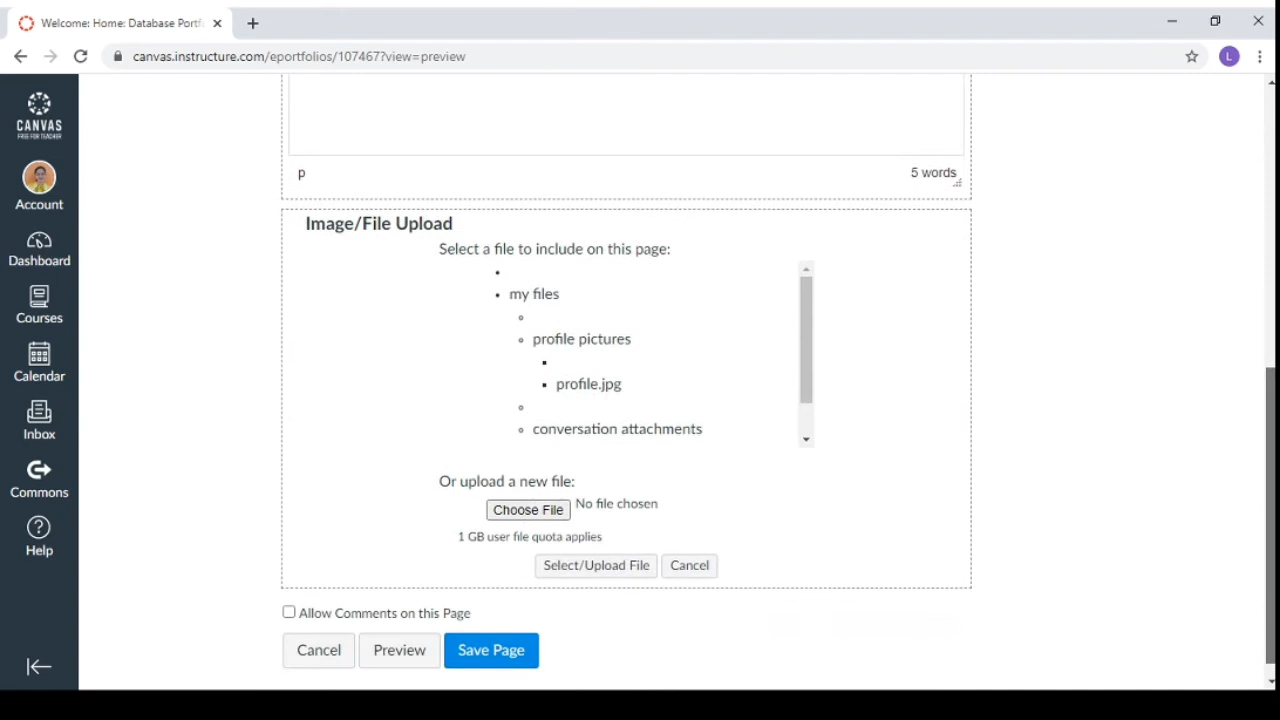 Welcome: Home: Database Portf
canvas.instructure.com/eportfolios/107467?view=preview
L
CANVAS
FREE FOR TEACHER
Account
Dashboard
Courses
Calendar
Inbox
Commons
Help
p
5 words
Image/File Upload
Select a file to include on this page:
my files
profile pictures
profile.jpg
conversation attachments
Or upload a new file:
Choose File No file chosen
1 GB user file quota applies
Select/Upload File Cancel
Allow Comments on this Page
Cancel Preview Save Page